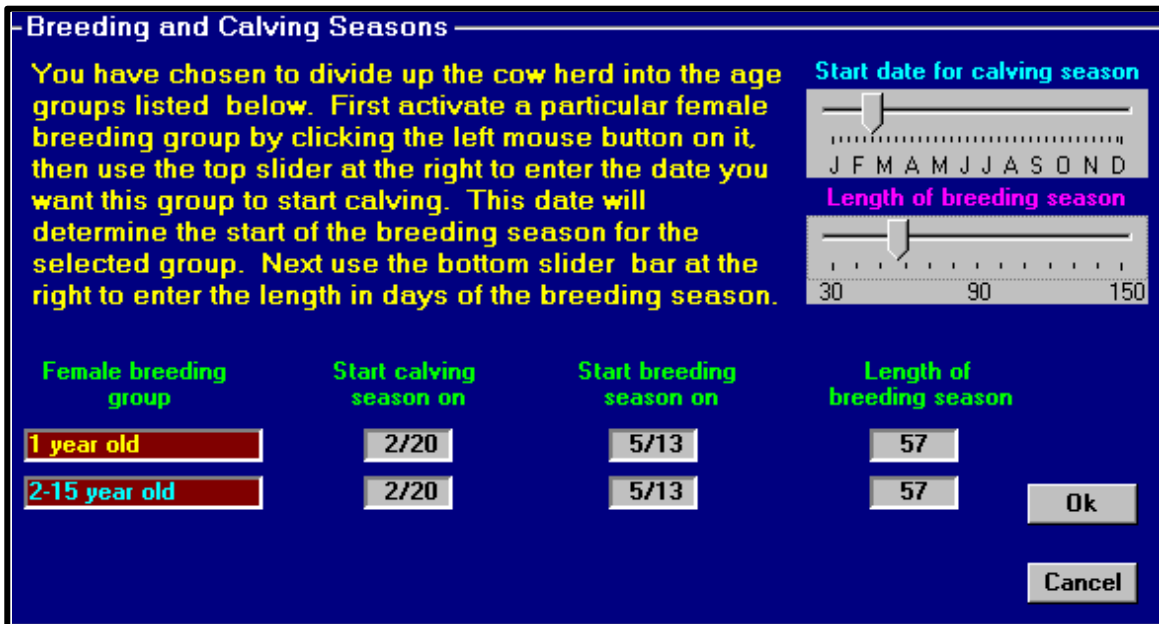 Breeding and Calving Seasons
You have chosen to divide up the cow herd into the age
groups listed below. First activate a particular female
breeding group by clicking the left mouse button on it,
then use the top slider at the right to enter the date you
want this group to start calving. This date will
determine the start of the breeding season for the
selected group. Next use the bottom slider bar at the
right to enter the length in days of the breeding season.
Start date for calving season
J F M A M J J A S O N D
Length of breeding season
30 90 150
Female breeding group
Start calving season on
Start breeding season on
Length of breeding season
1 year old 2/20 5/13 57
2-15 year old 2/20 5/13 57
Ok
Cancel